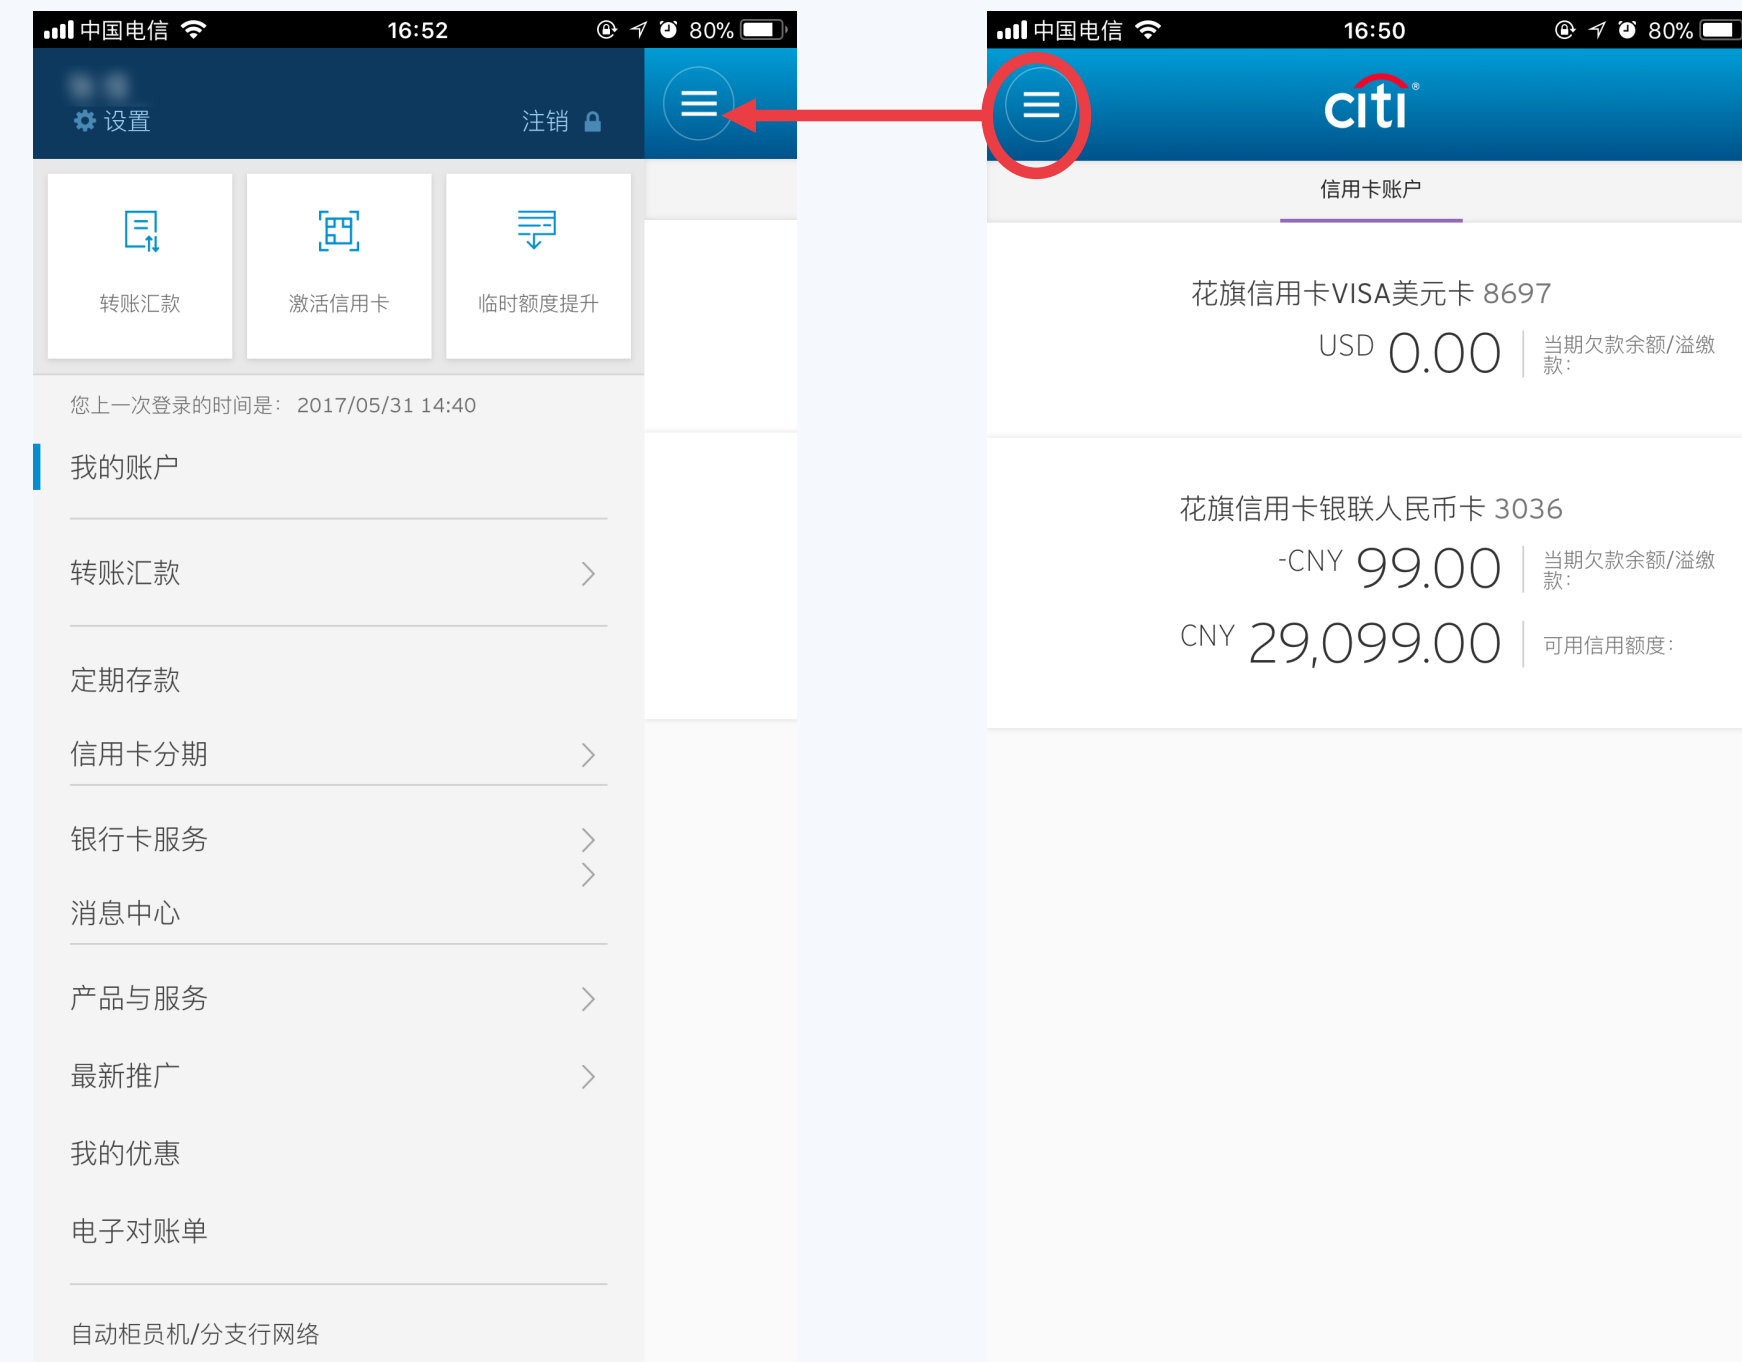 中国电信
16:52
80%
设置
注销
转账汇款
激活信用卡
临时额度提升
您上一次登录的时间是： 2017/05/31 14:40
我的账户
转账汇款
定期存款
信用卡分期
银行卡服务
消息中心
产品与服务
最新推广
我的优惠
电子对账单
自动柜员机/分支行网络
中国电信
16:50
80%
citi®
信用卡账户
花旗信用卡VISA美元卡 8697
USD 0.00
当期欠款余额/溢缴
款：
花旗信用卡银联人民币卡 3036
-CNY 99.00
当期欠款余额/溢缴
款：
CNY 29,099.00
可用信用额度：